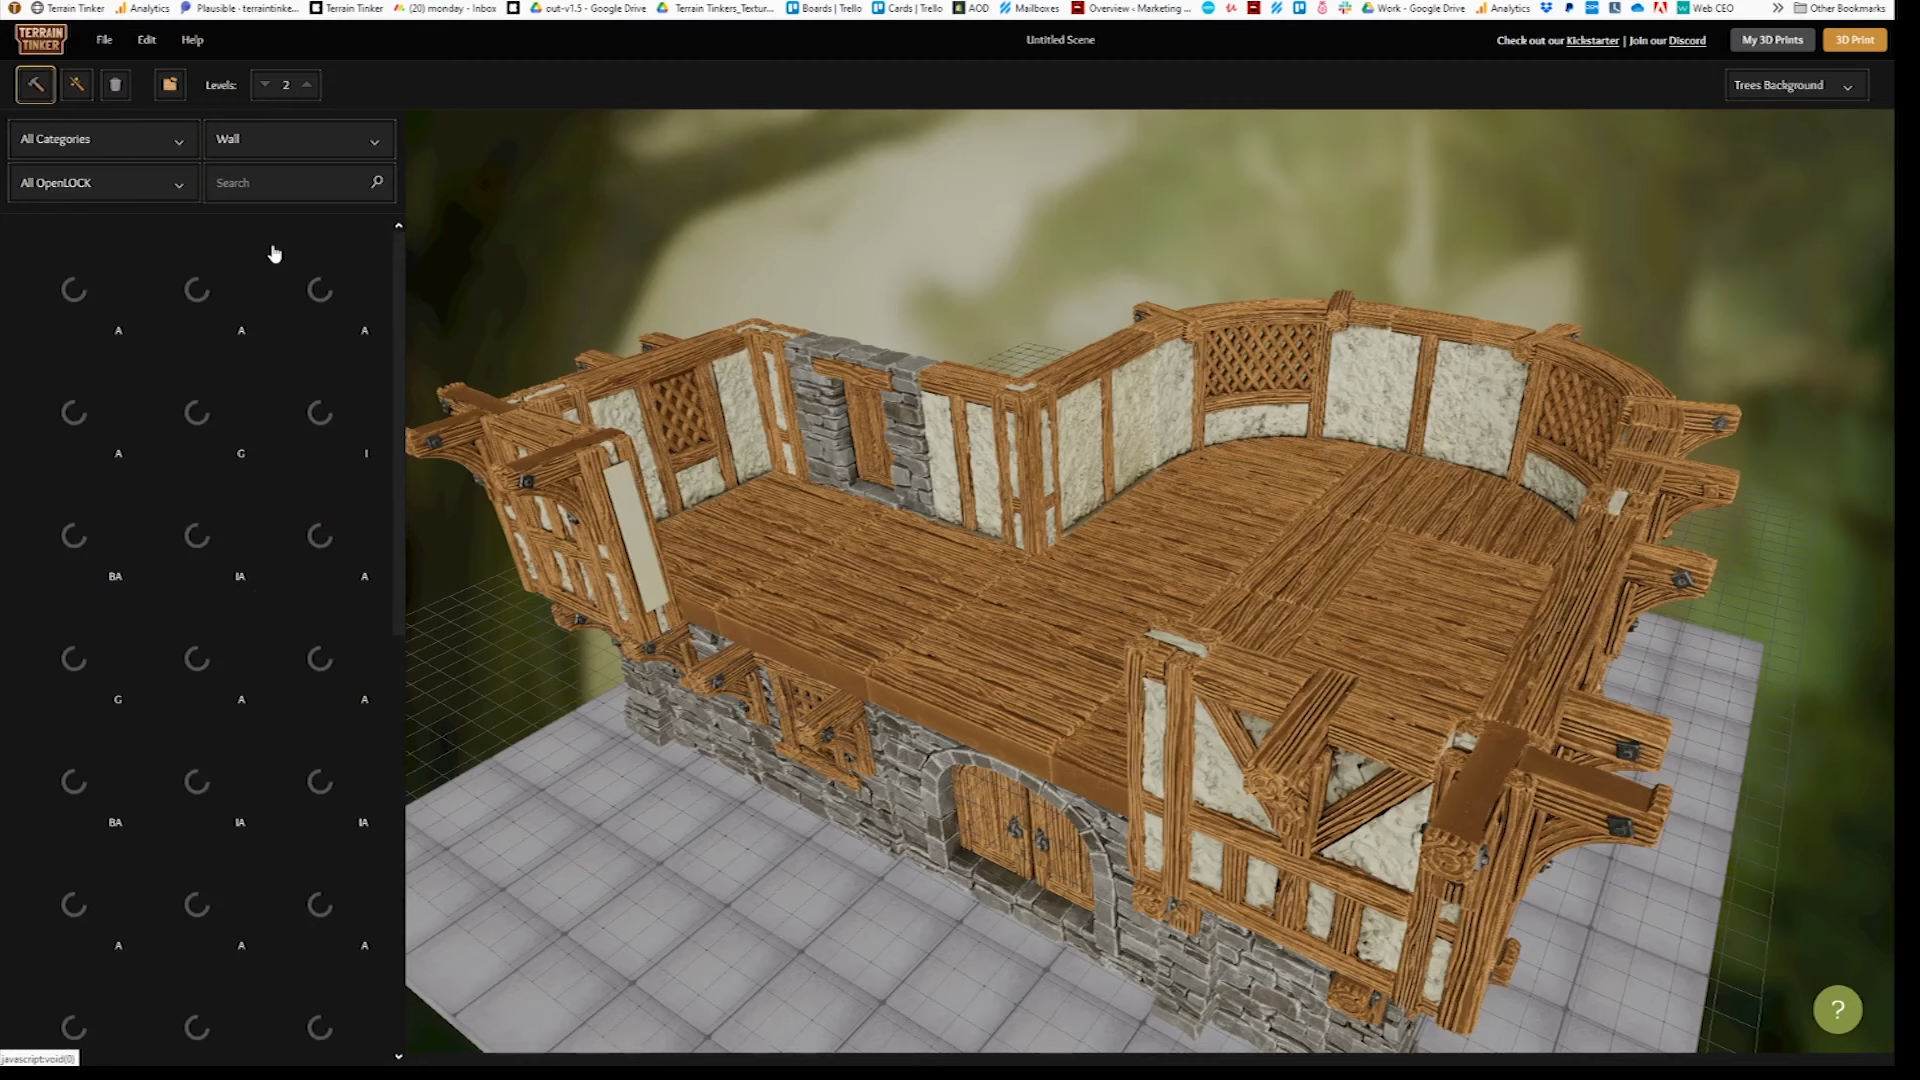 Terrain Tinker
Analytics
Plausible - terraintinke...
Terrain Tinker
(20) monday - Inbox
out-v1.5 - Google Drive
Terrain Tinkers_Textur...
Boards | Trello
Cards | Trello
AOD
Mailboxes
Overview - Marketing ...
Work - Google Drive
Analytics
Web CEO
Other Bookmarks
TERRAIN
TINKER
File
Edit
Help
Untitled Scene
Check out our Kickstarter | Join our Discord
My 3D Prints
3D Print
Levels:
2
Trees Background
All Categories
Wall
All OpenLOCK
Search
A A A
A G I
BA IA A
G A A
BA IA IA
A A A
javascript:void(0)
?